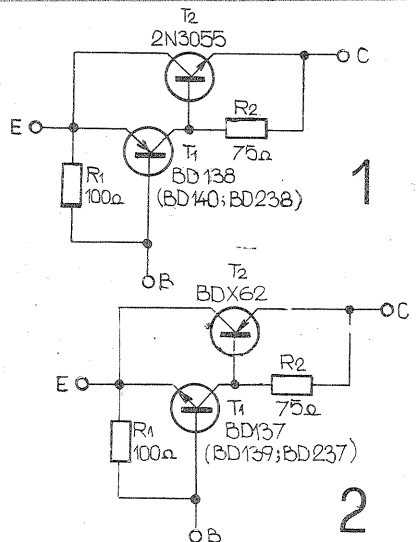 T2
2N3055
C
E
R2
75Ω
T1
R1
100Ω
BD138
(BD140;BD238)
1
B
T2
BDX62
C
R2
E
75Ω
T1
R1
100Ω
BD137
(BD139;BD237)
2
B